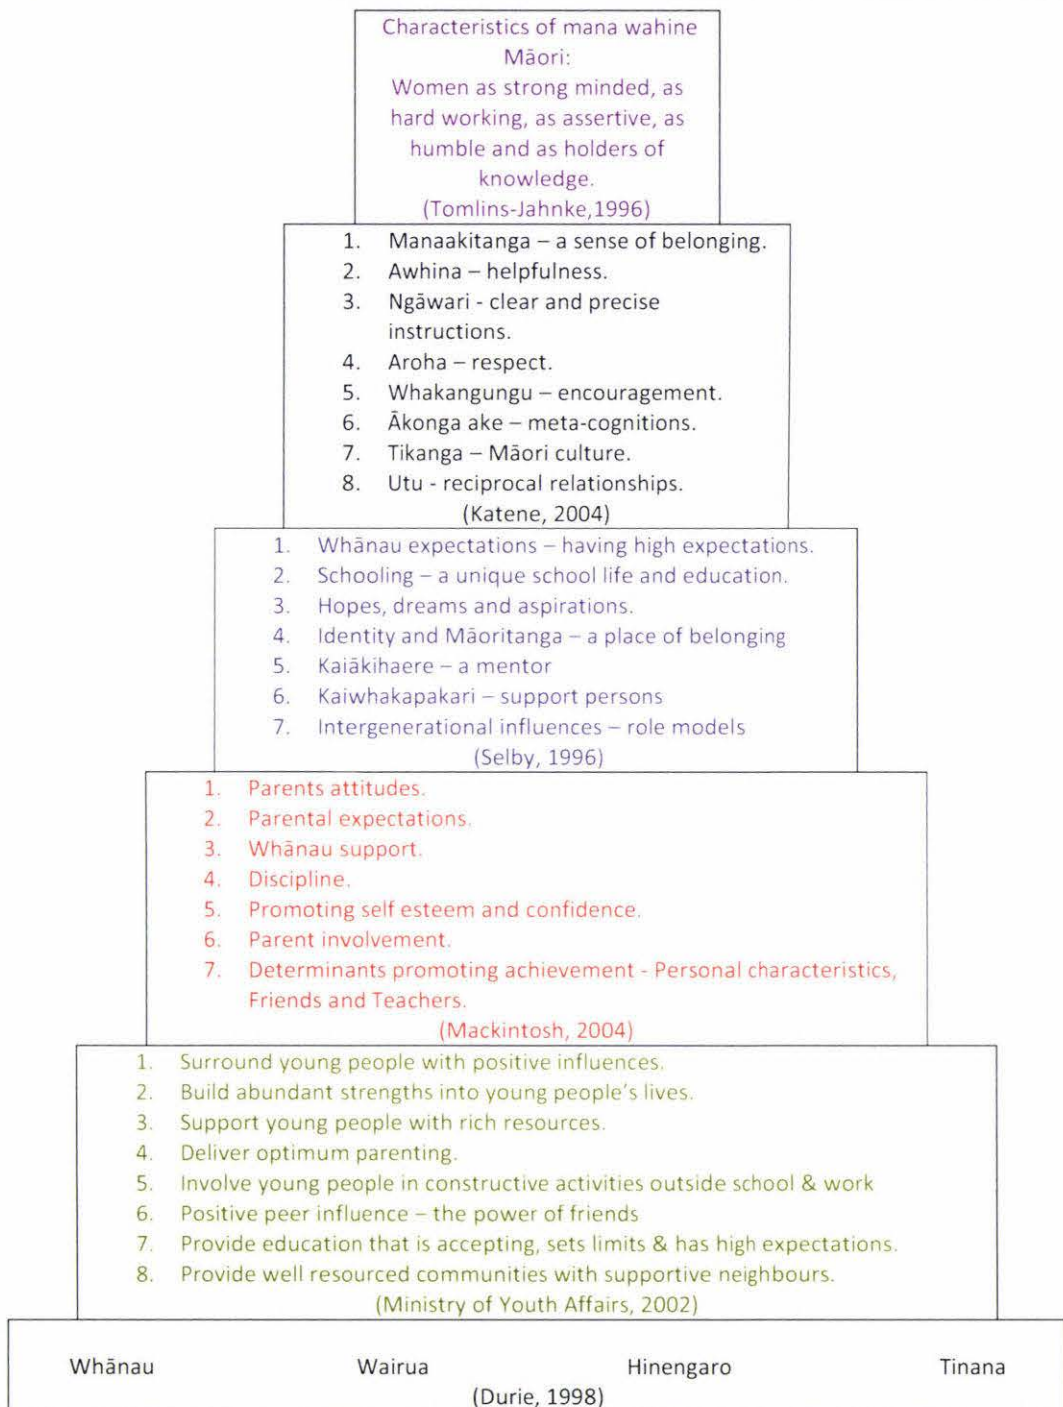 Characteristics of mana wahine
Māori:
Women as strong minded, as
hard working, as assertive, as
humble and as holders of
knowledge.
(Tomlins-Jahnke,1996)
1. Manaakitanga – a sense of belonging.
2. Awhina – helpfulness.
3. Ngāwari - clear and precise
instructions.
4. Aroha – respect.
5. Whakangungu – encouragement.
6. Ākonga ake – meta-cognitions.
7. Tikanga – Māori culture.
8. Utu - reciprocal relationships.
(Katene, 2004)
1. Whānau expectations – having high expectations.
2. Schooling – a unique school life and education.
3. Hopes, dreams and aspirations.
4. Identity and Māoritanga – a place of belonging
5. Kaiākihaere – a mentor
6. Kaiwhakapakari – support persons
7. Intergenerational influences – role models
(Selby, 1996)
1. Parents attitudes.
2. Parental expectations.
3. Whānau support.
4. Discipline.
5. Promoting self esteem and confidence.
6. Parent involvement.
7. Determinants promoting achievement - Personal characteristics,
Friends and Teachers.
(Mackintosh, 2004)
1. Surround young people with positive influences.
2. Build abundant strengths into young people's lives.
3. Support young people with rich resources.
4. Deliver optimum parenting.
5. Involve young people in constructive activities outside school & work
6. Positive peer influence – the power of friends
7. Provide education that is accepting, sets limits & has high expectations.
8. Provide well resourced communities with supportive neighbours.
(Ministry of Youth Affairs, 2002)
Whānau Wairua Hinengaro Tinana
(Durie, 1998)